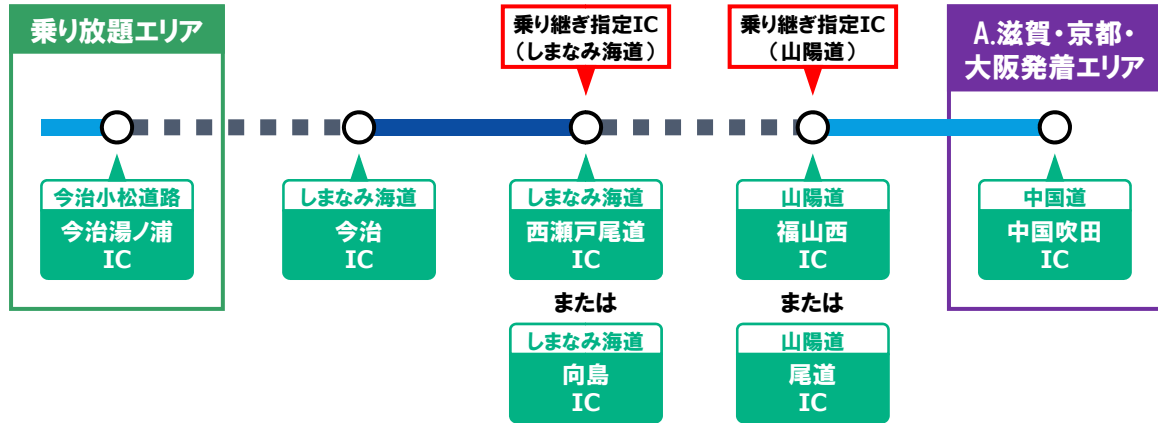 乗り放題エリア
乗り継ぎ指定IC
（しまなみ海道）
乗り継ぎ指定IC
（山陽道）
A.滋賀・京都・
大阪発着エリア
今治小松道路
今治湯ノ浦
IC
しまなみ海道
今治
IC
しまなみ海道
西瀬戸尾道
IC
または
しまなみ海道
向島
IC
山陽道
福山西
IC
または
山陽道
尾道
IC
中国道
中国吹田
IC